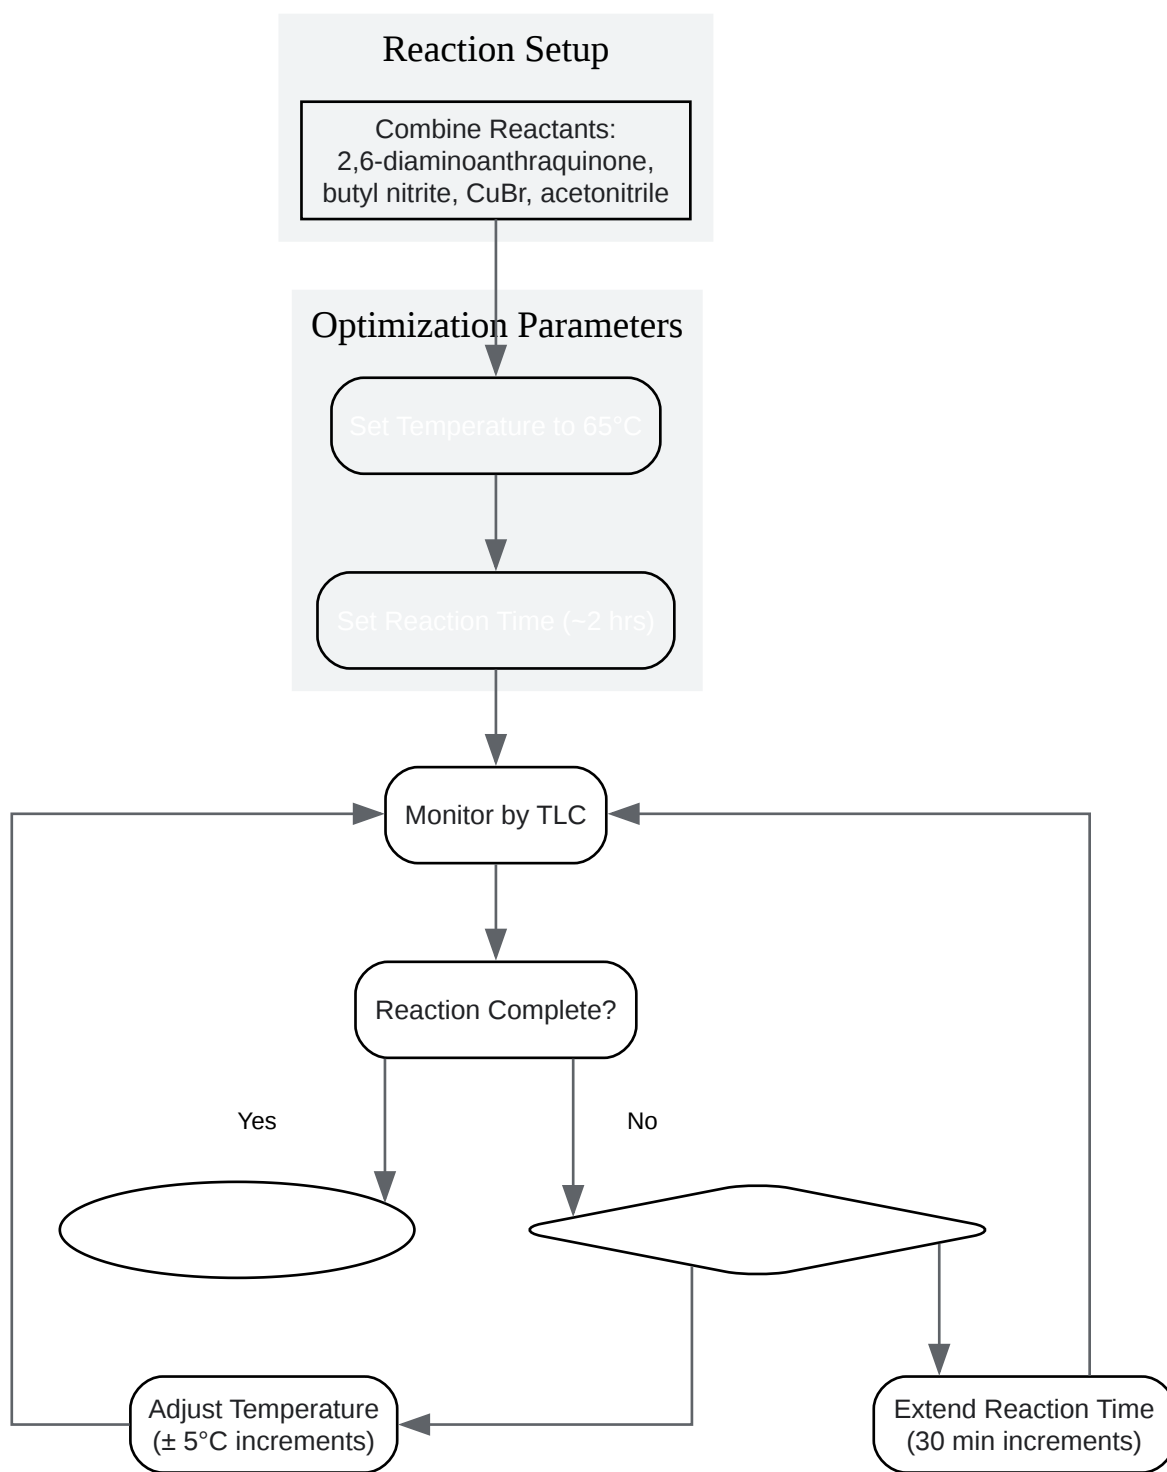 Reaction Setup
Combine Reactants:
2,6-diaminoanthraquinone,
butyl nitrite, CuBr, acetonitrile
Optimization Parameters
Set Temperature to 65°C
Set Reaction Time (~2 hrs)
Monitor by TLC
Reaction Complete?
Yes
No
Adjust Temperature
(± 5°C increments)
Extend Reaction Time
(30 min increments)